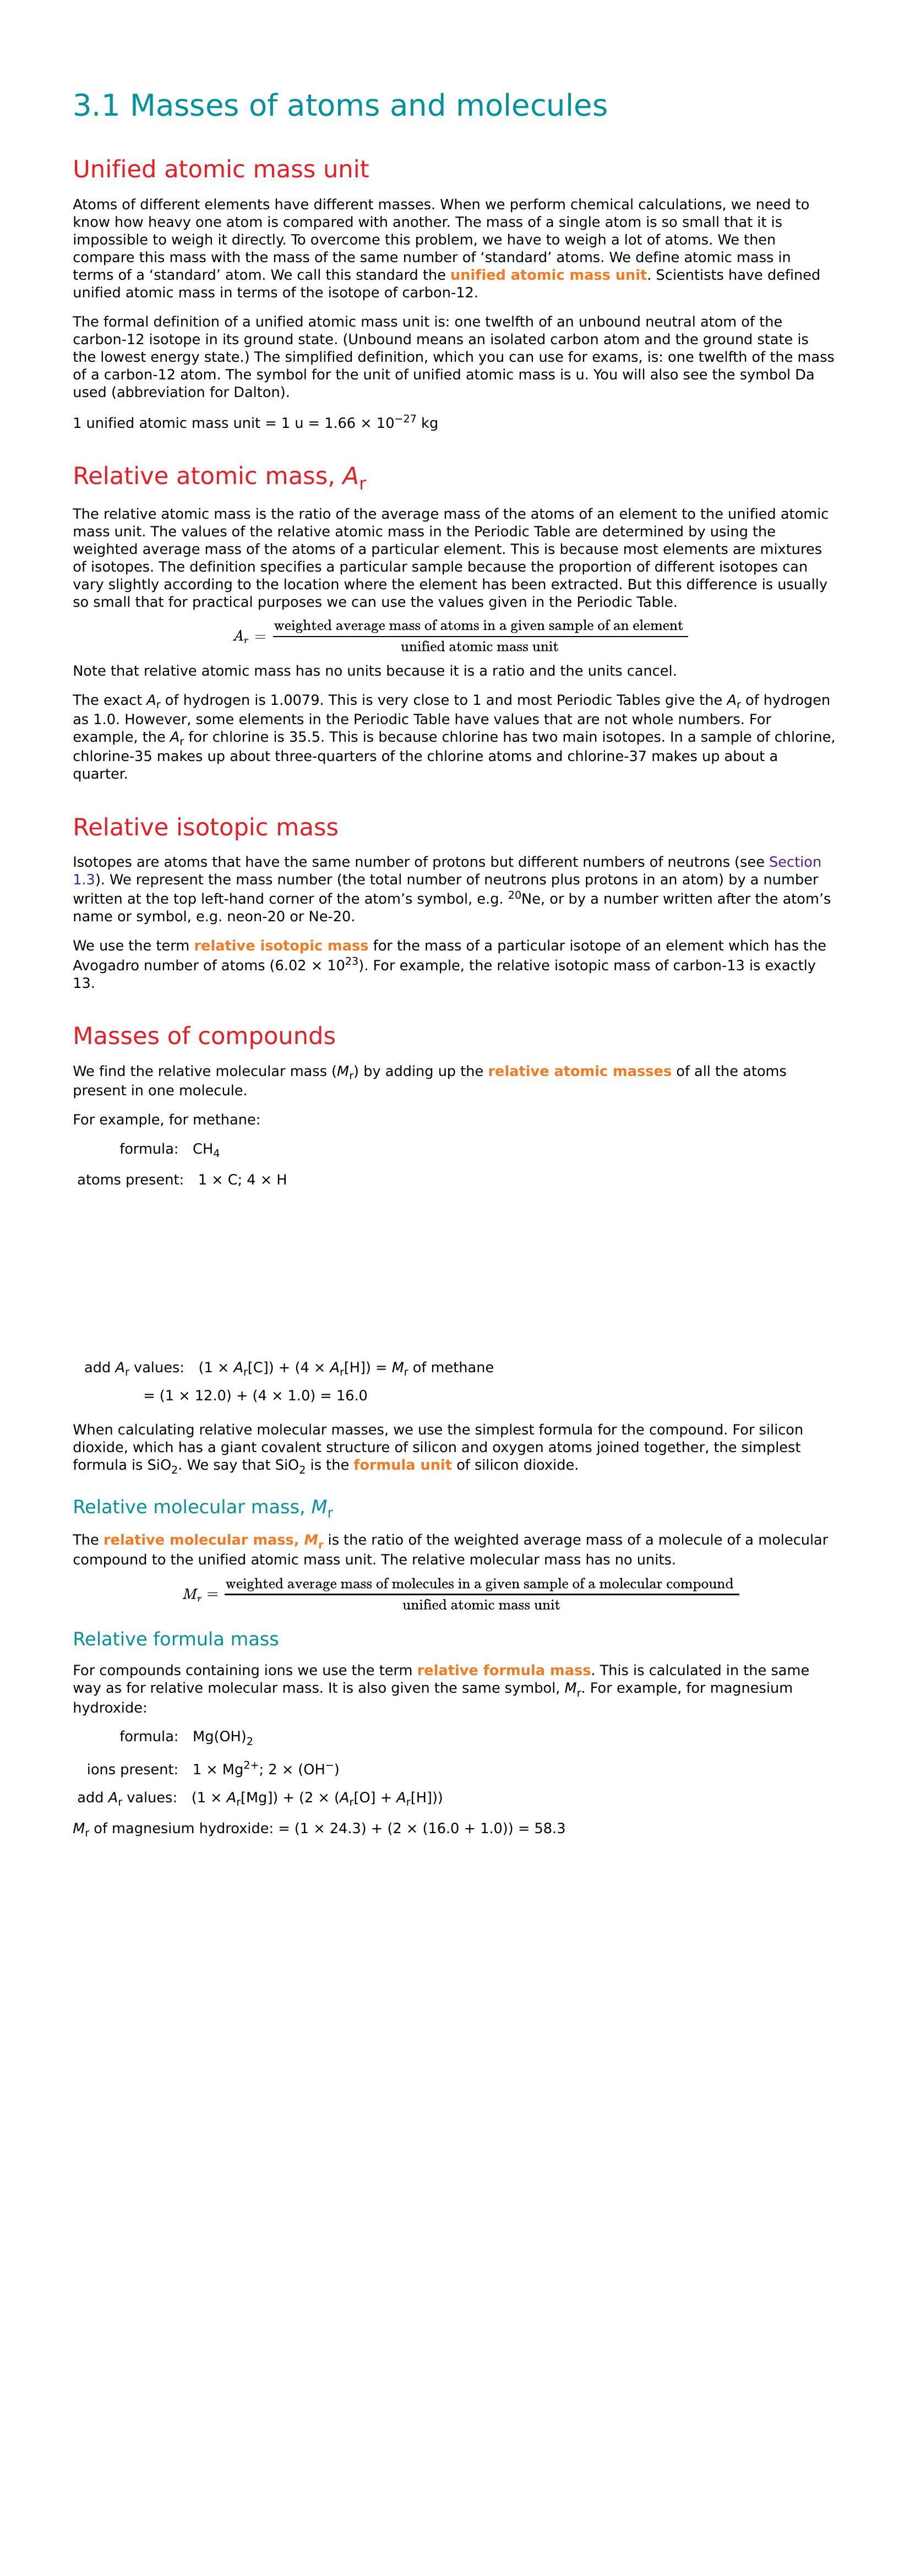 3.1 Masses of atoms and molecules
Unified atomic mass unit
Atoms of different elements have different masses. When we perform chemical calculations, we need to
know how heavy one atom is compared with another. The mass of a single atom is so small that it is
impossible to weigh it directly. To overcome this problem, we have to weigh a lot of atoms. We then
compare this mass with the mass of the same number of ‘standard’ atoms. We define atomic mass in
terms of a ‘standard’ atom. We call this standard the unified atomic mass unit. Scientists have defined
unified atomic mass in terms of the isotope of carbon-12.
The formal definition of a unified atomic mass unit is: one twelfth of an unbound neutral atom of the
carbon-12 isotope in its ground state. (Unbound means an isolated carbon atom and the ground state is
the lowest energy state.) The simplified definition, which you can use for exams, is: one twelfth of the mass
of a carbon-12 atom. The symbol for the unit of unified atomic mass is u. You will also see the symbol Da
used (abbreviation for Dalton).
1 unified atomic mass unit = 1 u = 1.66 × 10⁻²⁷ kg
Relative atomic mass, Aᵣ
The relative atomic mass is the ratio of the average mass of the atoms of an element to the unified atomic
mass unit. The values of the relative atomic mass in the Periodic Table are determined by using the
weighted average mass of the atoms of a particular element. This is because most elements are mixtures
of isotopes. The definition specifies a particular sample because the proportion of different isotopes can
vary slightly according to the location where the element has been extracted. But this difference is usually
so small that for practical purposes we can use the values given in the Periodic Table.
Aᵣ = weighted average mass of atoms in a given sample of an element
unified atomic mass unit
Note that relative atomic mass has no units because it is a ratio and the units cancel.
The exact Aᵣ of hydrogen is 1.0079. This is very close to 1 and most Periodic Tables give the Aᵣ of hydrogen
as 1.0. However, some elements in the Periodic Table have values that are not whole numbers. For
example, the Aᵣ for chlorine is 35.5. This is because chlorine has two main isotopes. In a sample of chlorine,
chlorine-35 makes up about three-quarters of the chlorine atoms and chlorine-37 makes up about a
quarter.
Relative isotopic mass
Isotopes are atoms that have the same number of protons but different numbers of neutrons (see Section
1.3). We represent the mass number (the total number of neutrons plus protons in an atom) by a number
written at the top left-hand corner of the atom’s symbol, e.g. ²⁰Ne, or by a number written after the atom’s
name or symbol, e.g. neon-20 or Ne-20.
We use the term relative isotopic mass for the mass of a particular isotope of an element which has the
Avogadro number of atoms (6.02 × 10²³). For example, the relative isotopic mass of carbon-13 is exactly
13.
Masses of compounds
We find the relative molecular mass (Mᵣ) by adding up the relative atomic masses of all the atoms
present in one molecule.
For example, for methane:
formula: CH₄
atoms present: 1 × C; 4 × H
add Aᵣ values: (1 × Aᵣ[C]) + (4 × Aᵣ[H]) = Mᵣ of methane
= (1 × 12.0) + (4 × 1.0) = 16.0
When calculating relative molecular masses, we use the simplest formula for the compound. For silicon
dioxide, which has a giant covalent structure of silicon and oxygen atoms joined together, the simplest
formula is SiO₂. We say that SiO₂ is the formula unit of silicon dioxide.
Relative molecular mass, Mᵣ
The relative molecular mass, Mᵣ is the ratio of the weighted average mass of a molecule of a molecular
compound to the unified atomic mass unit. The relative molecular mass has no units.
Mᵣ = weighted average mass of molecules in a given sample of a molecular compound
unified atomic mass unit
Relative formula mass
For compounds containing ions we use the term relative formula mass. This is calculated in the same
way as for relative molecular mass. It is also given the same symbol, Mᵣ. For example, for magnesium
hydroxide:
formula: Mg(OH)₂
ions present: 1 × Mg²⁺; 2 × (OH⁻)
add Aᵣ values: (1 × Aᵣ[Mg]) + (2 × (Aᵣ[O] + Aᵣ[H]))
Mᵣ of magnesium hydroxide: = (1 × 24.3) + (2 × (16.0 + 1.0)) = 58.3